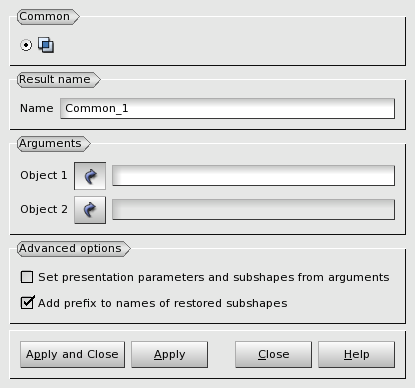 Common
Result name
Name Common_1
Arguments
Object 1
Object 2
Advanced options
Set presentation parameters and subshapes from arguments
Add prefix to names of restored subshapes
Apply and Close Apply Close Help